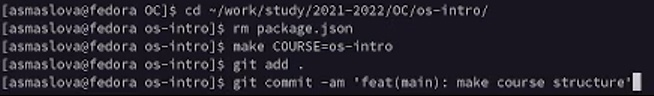 [asmaslova@fedora OC]$ cd ~/work/study/2021-2022/OC/os-intro/
[asmaslova@fedora os-intro]$ rm package.json
[asmaslova@fedora os-intro]$ make COURSE=os-intro
[asmaslova@fedora os-intro]$ git add .
[asmaslova@fedora os-intro]$ git commit -am 'feat(main): make course structure'